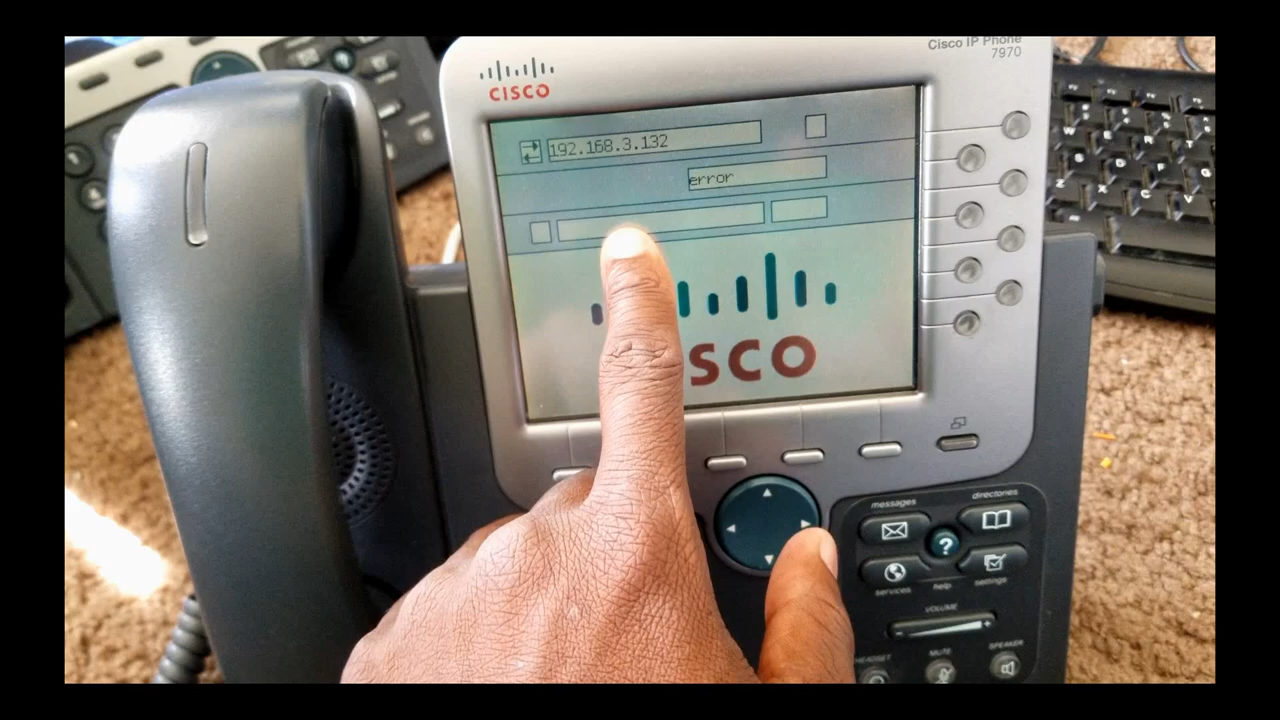 Cisco IP Phone
7970
CISCO
192.168.3.132
error
ISCO
messages
directories
?
services
help
settings
VOLUME
- +
HEADSET
MUTE
SPEAKER